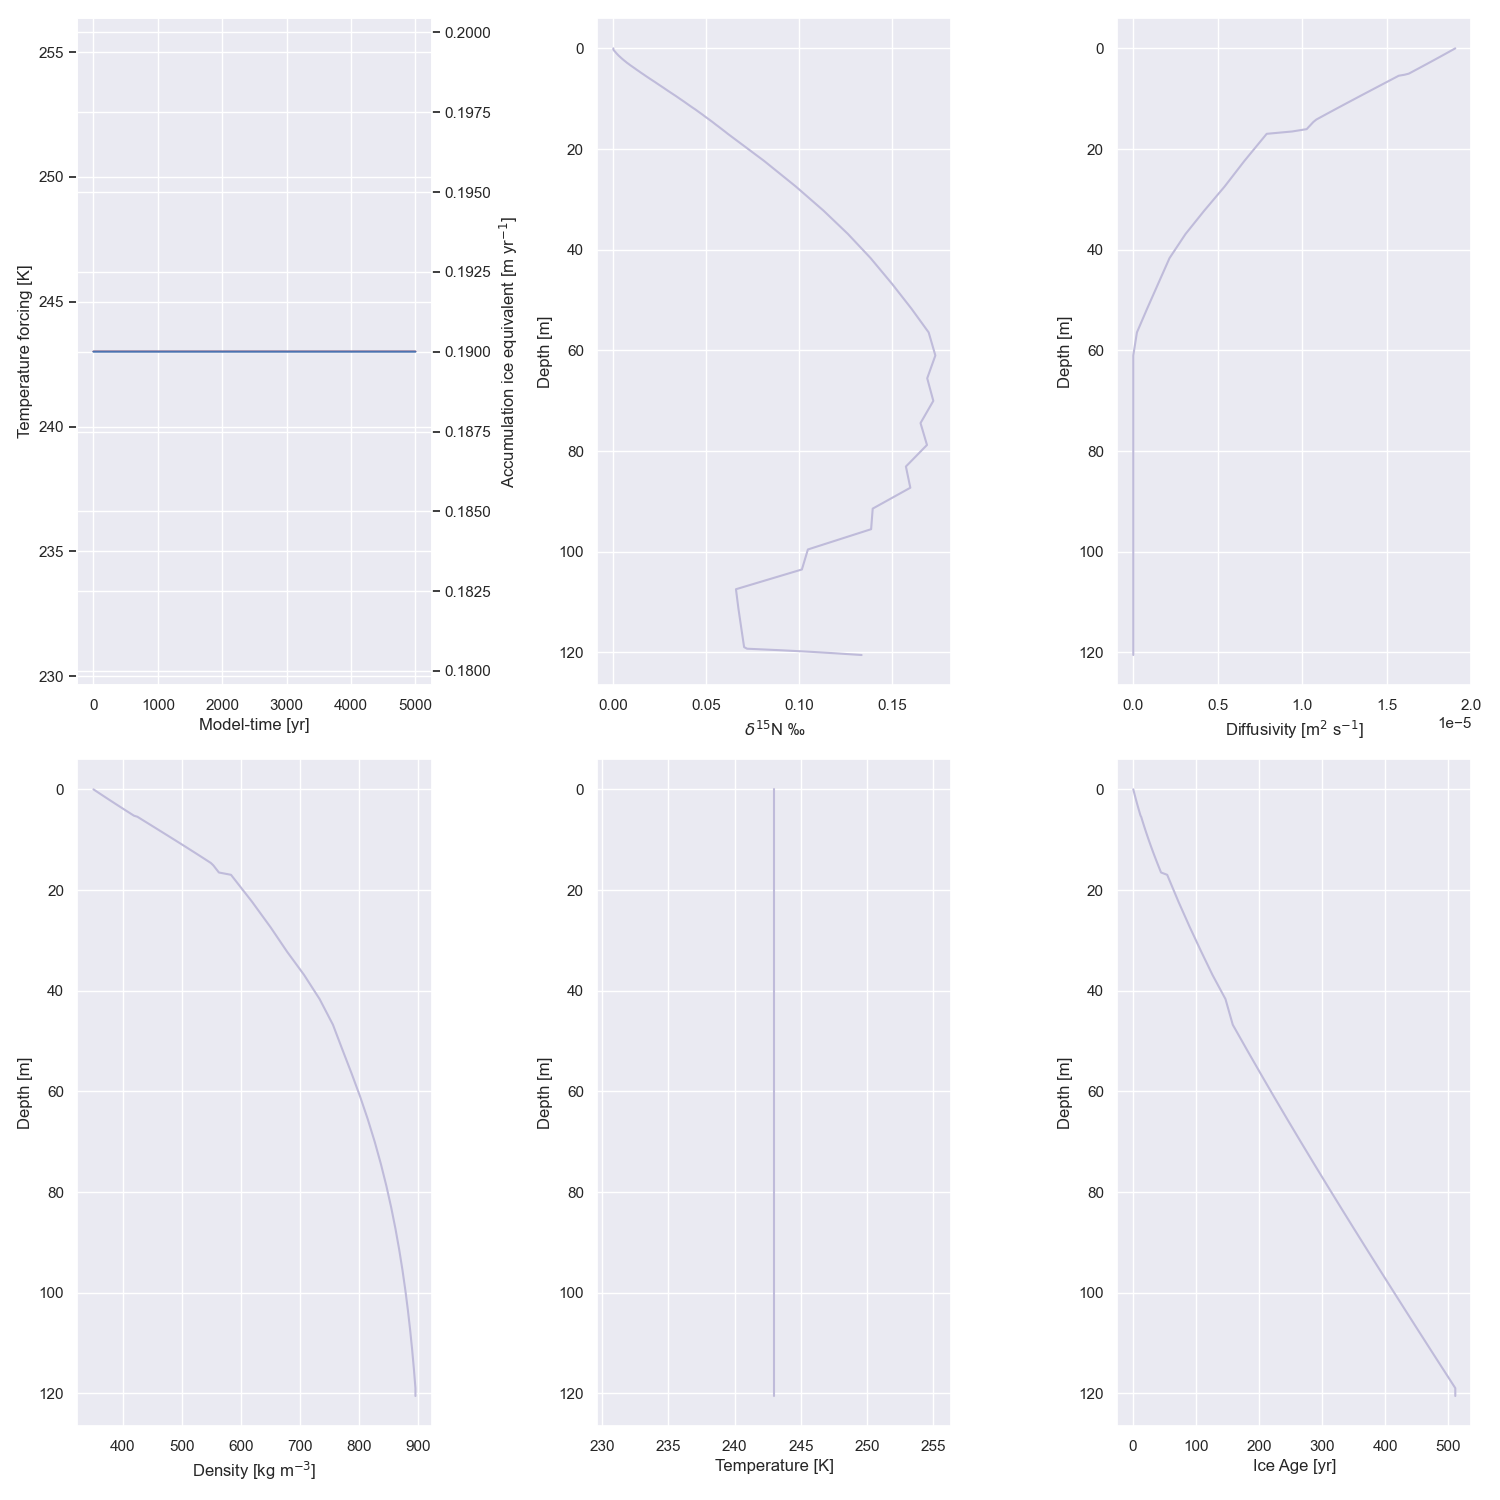 255
250
245
240
235
230
Temperature forcing [K]
0.2000
0.1975
0.1950
0.1925
0.1900
0.1875
0.1850
0.1825
0.1800
Accumulation ice equivalent [m yr⁻¹]
0 1000 2000 3000 4000 5000
Model-time [yr]
0
20
40
60
80
100
120
Depth [m]
0.00 0.05 0.10 0.15
δ¹⁵N ‰
0
20
40
60
80
100
120
Depth [m]
0.0 0.5 1.0 1.5 2.0
1e−5
Diffusivity [m² s⁻¹]
0
20
40
60
80
100
120
Depth [m]
400 500 600 700 800 900
Density [kg m⁻³]
0
20
40
60
80
100
120
Depth [m]
230 235 240 245 250 255
Temperature [K]
0
20
40
60
80
100
120
Depth [m]
0 100 200 300 400 500
Ice Age [yr]